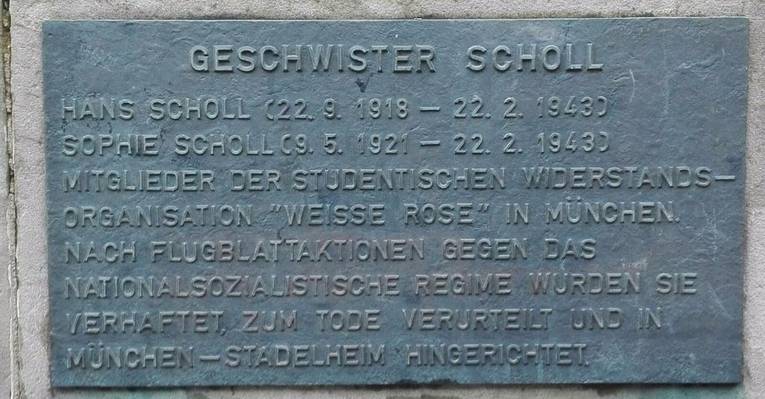 GESCHWISTER SCHOLL
HANS SCHOLL (22. 9. 1918 – 22. 2. 1943)
SOPHIE SCHOLL (9. 5. 1921 – 22. 2. 1943)
MITGLIEDER DER STUDENTISCHEN WIDERSTANDS-
ORGANISATION "WEISSE ROSE" IN MÜNCHEN.
NACH FLUGBLATTAKTIONEN GEGEN DAS
NATIONALSOZIALISTISCHE REGIME WURDEN SIE
VERHAFTET, ZUM TODE VERURTEILT UND IN
MÜNCHEN – STADELHEIM HINGERICHTET.